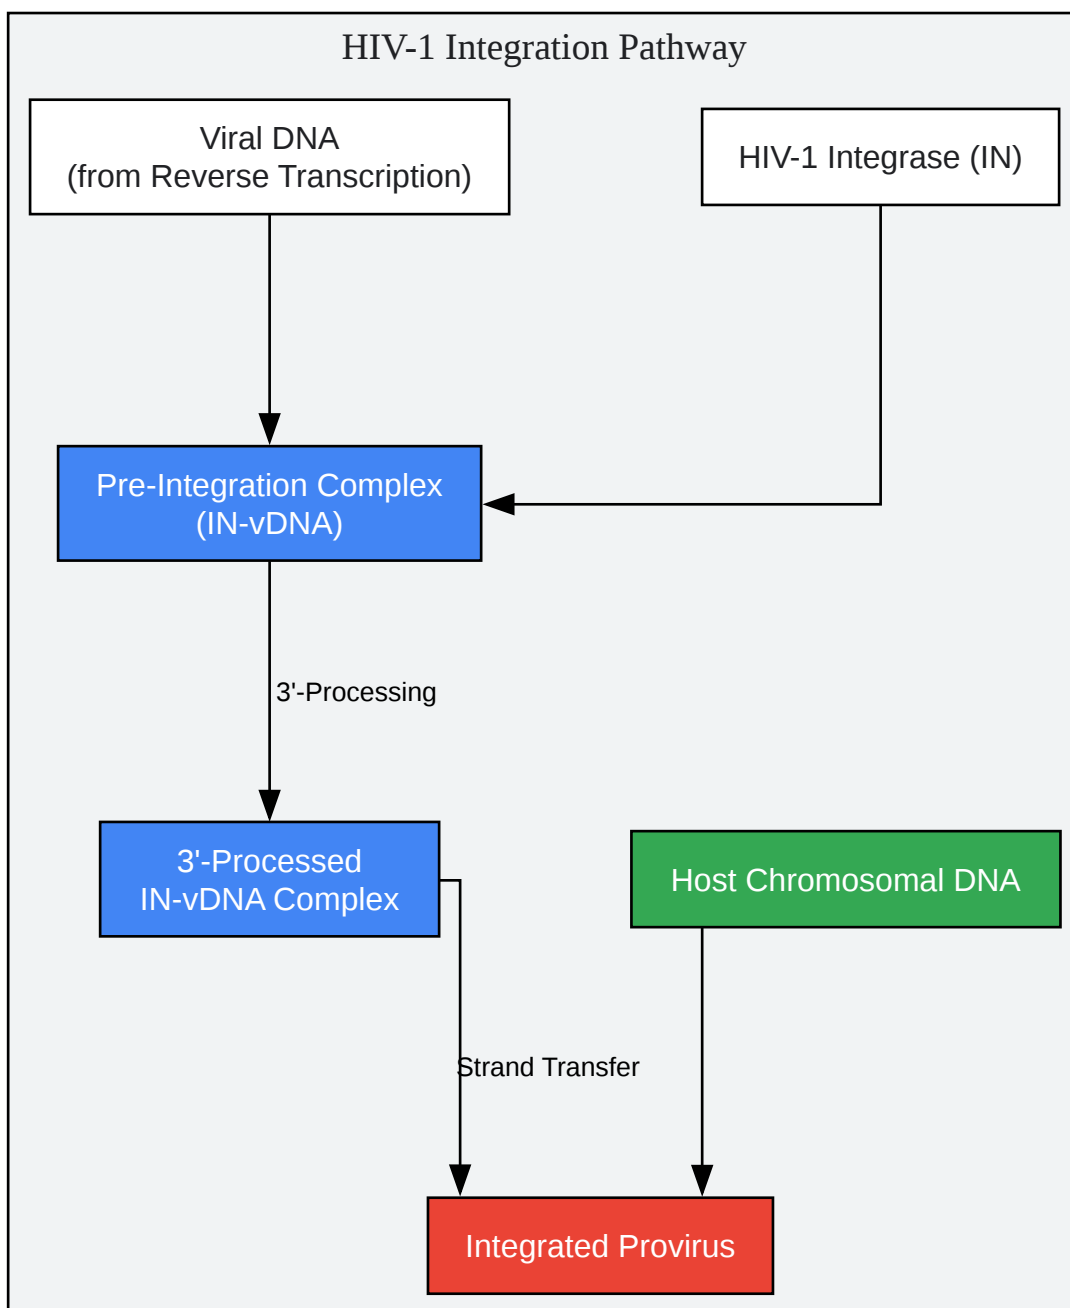 HIV-1 Integration Pathway
Viral DNA
(from Reverse Transcription)
HIV-1 Integrase (IN)
Pre-Integration Complex
(IN-vDNA)
3'-Processing
3'-Processed
IN-vDNA Complex
Host Chromosomal DNA
Strand Transfer
Integrated Provirus